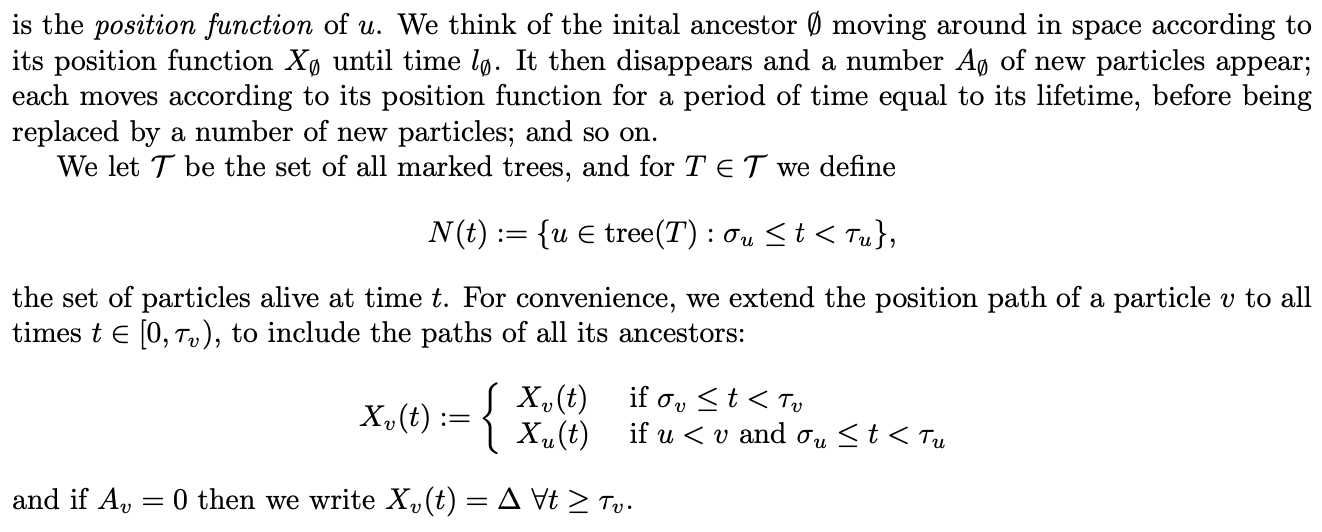 is the position function of u. We think of the inital ancestor ∅ moving around in space according to
its position function X_∅ until time l_∅. It then disappears and a number A_∅ of new particles appear;
each moves according to its position function for a period of time equal to its lifetime, before being
replaced by a number of new particles; and so on.
We let 𝒯 be the set of all marked trees, and for T ∈ 𝒯 we define
N(t) := {u ∈ tree(T) : σ_u ≤ t < τ_u},
the set of particles alive at time t. For convenience, we extend the position path of a particle v to all
times t ∈ [0, τ_v), to include the paths of all its ancestors:
X_v(t) := { X_v(t) if σ_v ≤ t < τ_v
X_u(t) if u < v and σ_u ≤ t < τ_u
and if A_v = 0 then we write X_v(t) = Δ ∀t ≥ τ_v.